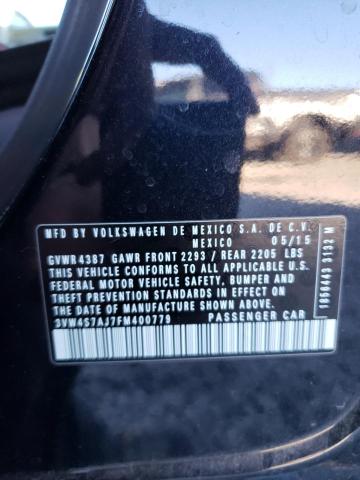 MFD BY VOLKSWAGEN DE MEXICO S.A. DE C.V.
MEXICO 05/15
GVWR 4387 GAWR FRONT 2293 / REAR 2205 LBS
THIS VEHICLE CONFORMS TO ALL APPLICABLE U.S.
FEDERAL MOTOR VEHICLE SAFETY, BUMPER AND
THEFT PREVENTION STANDARDS IN EFFECT ON THE
DATE OF MANUFACTURE SHOWN ABOVE.
3VW4S7AJ7FM400779 PASSENGER CAR
3132 M